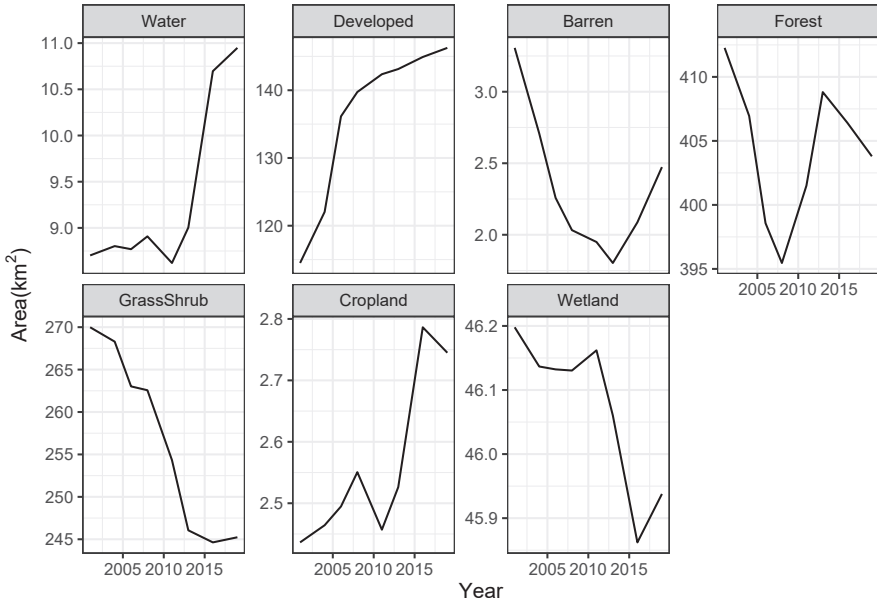 Water
Developed
Barren
Forest
11.0
10.5
10.0
9.5
9.0
140
130
120
3.0
2.5
2.0
410
405
400
395
2005 2010 2015
Area(km²)
GrassShrub
Cropland
Wetland
270
265
260
255
250
245
2.8
2.7
2.6
2.5
46.2
46.1
46.0
45.9
2005 2010 2015
2005 2010 2015
2005 2010 2015
Year